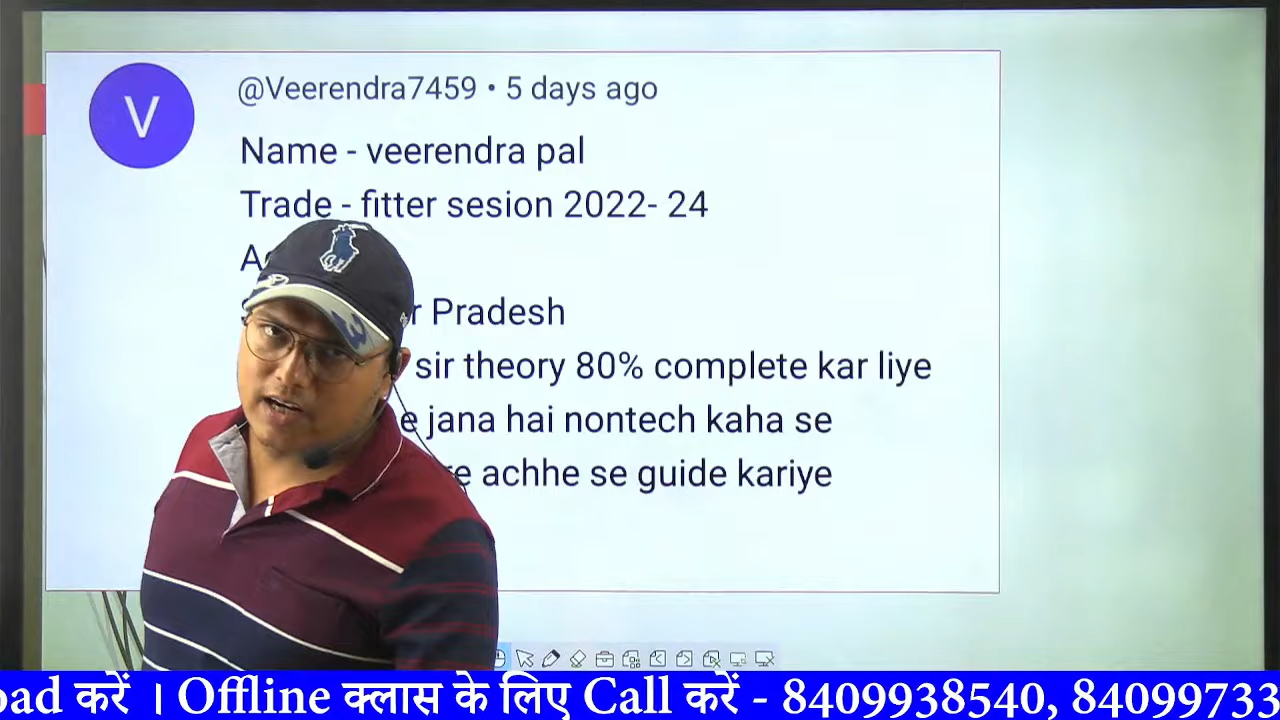 V
@Veerendra7459 • 5 days ago
Name - veerendra pal
Trade - fitter sesion 2022- 24
Pradesh
sir theory 80% complete kar liye
jana hai nontech kaha se
achhe se guide kariye
करें । Offline क्लास के लिए Call करें - 8409938540, 84099733